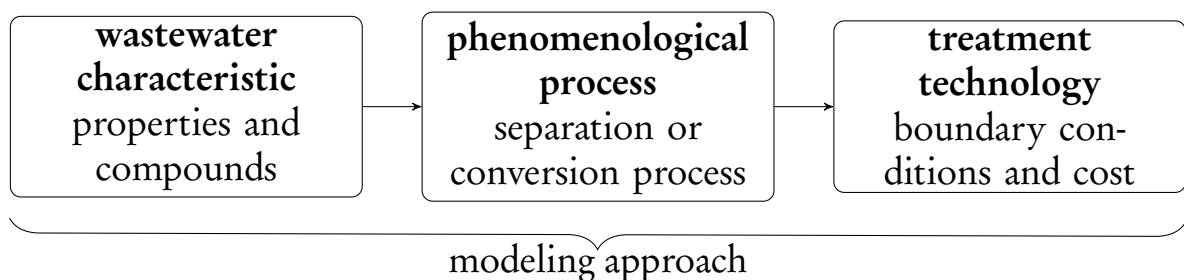 wastewater
characteristic
properties and
compounds
phenomenological
process
separation or
conversion process
treatment
technology
boundary con-
ditions and cost
modeling approach